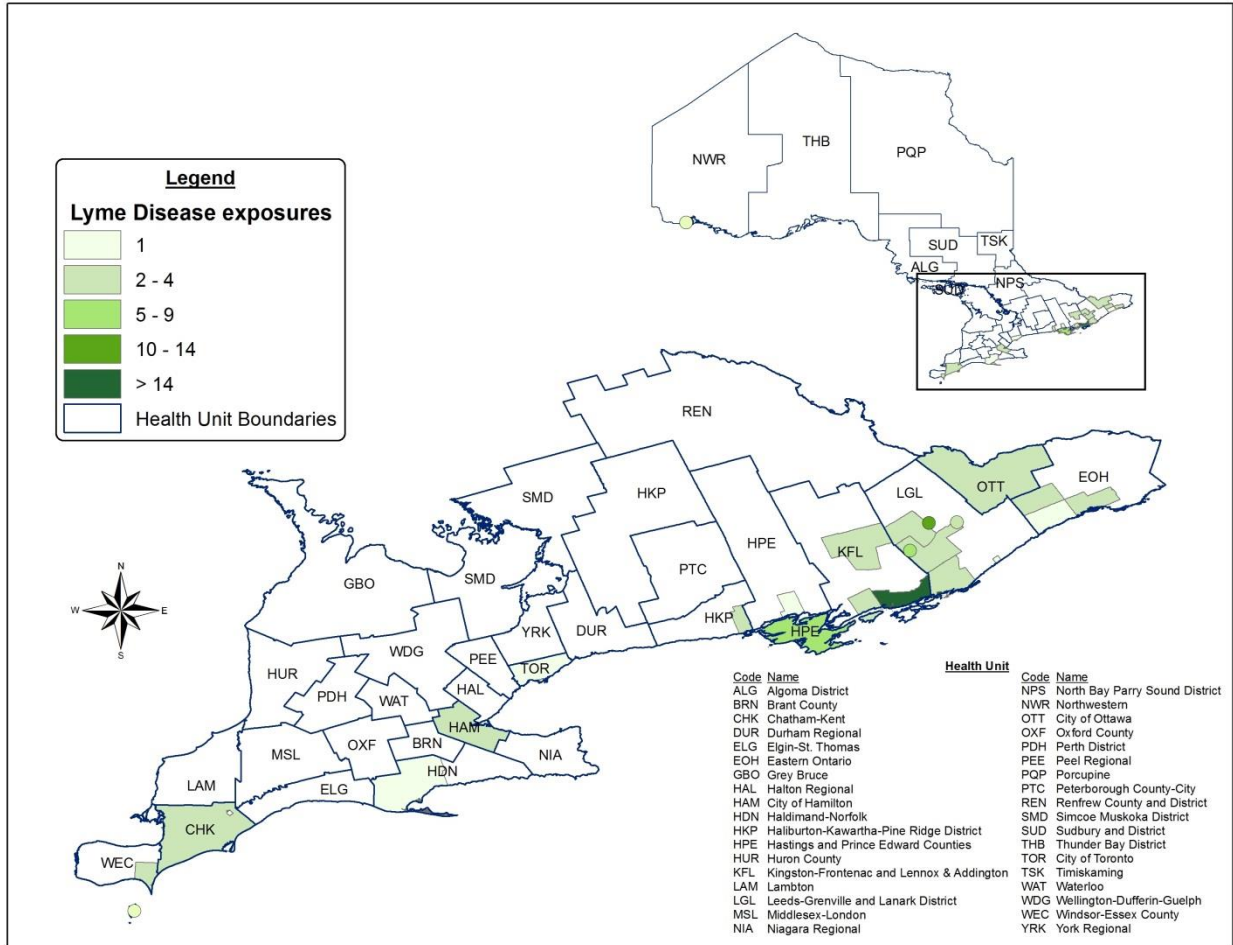 NWR
THB
PQP
SUD
TSK
ALG
NPS
SUD
Legend
Lyme Disease exposures
1
2 - 4
5 - 9
10 - 14
> 14
Health Unit Boundaries
REN
SMD
HKP
LGL
OTT
EOH
HPE
KFL
PTC
GBO
SMD
HKP
HPE
YRK
DUR
WDG
PEE
TOR
HUR
PDH
WAT
HAL
HAM
OXF
BRN
MSL
HDN
NIA
LAM
ELG
CHK
WEC
N
W E
S
Health Unit
Code Name
ALG Algoma District
BRN Brant County
CHK Chatham-Kent
DUR Durham Regional
ELG Elgin-St. Thomas
EOH Eastern Ontario
GBO Grey Bruce
HAL Halton Regional
HAM City of Hamilton
HDN Haldimand-Norfolk
HKP Haliburton-Kawartha-Pine Ridge District
HPE Hastings and Prince Edward Counties
HUR Huron County
KFL Kingston-Frontenac and Lennox & Addington
LAM Lambton
LGL Leeds-Grenville and Lanark District
MSL Middlesex-London
NIA Niagara Regional
Code Name
NPS North Bay Parry Sound District
NWR Northwestern
OTT City of Ottawa
OXF Oxford County
PDH Perth District
PEE Peel Regional
PQP Porcupine
PTC Peterborough County-City
REN Renfrew County and District
SMD Simcoe Muskoka District
SUD Sudbury and District
THB Thunder Bay District
TOR City of Toronto
TSK Timiskaming
WAT Waterloo
WDG Wellington-Dufferin-Guelph
WEC Windsor-Essex County
YRK York Regional